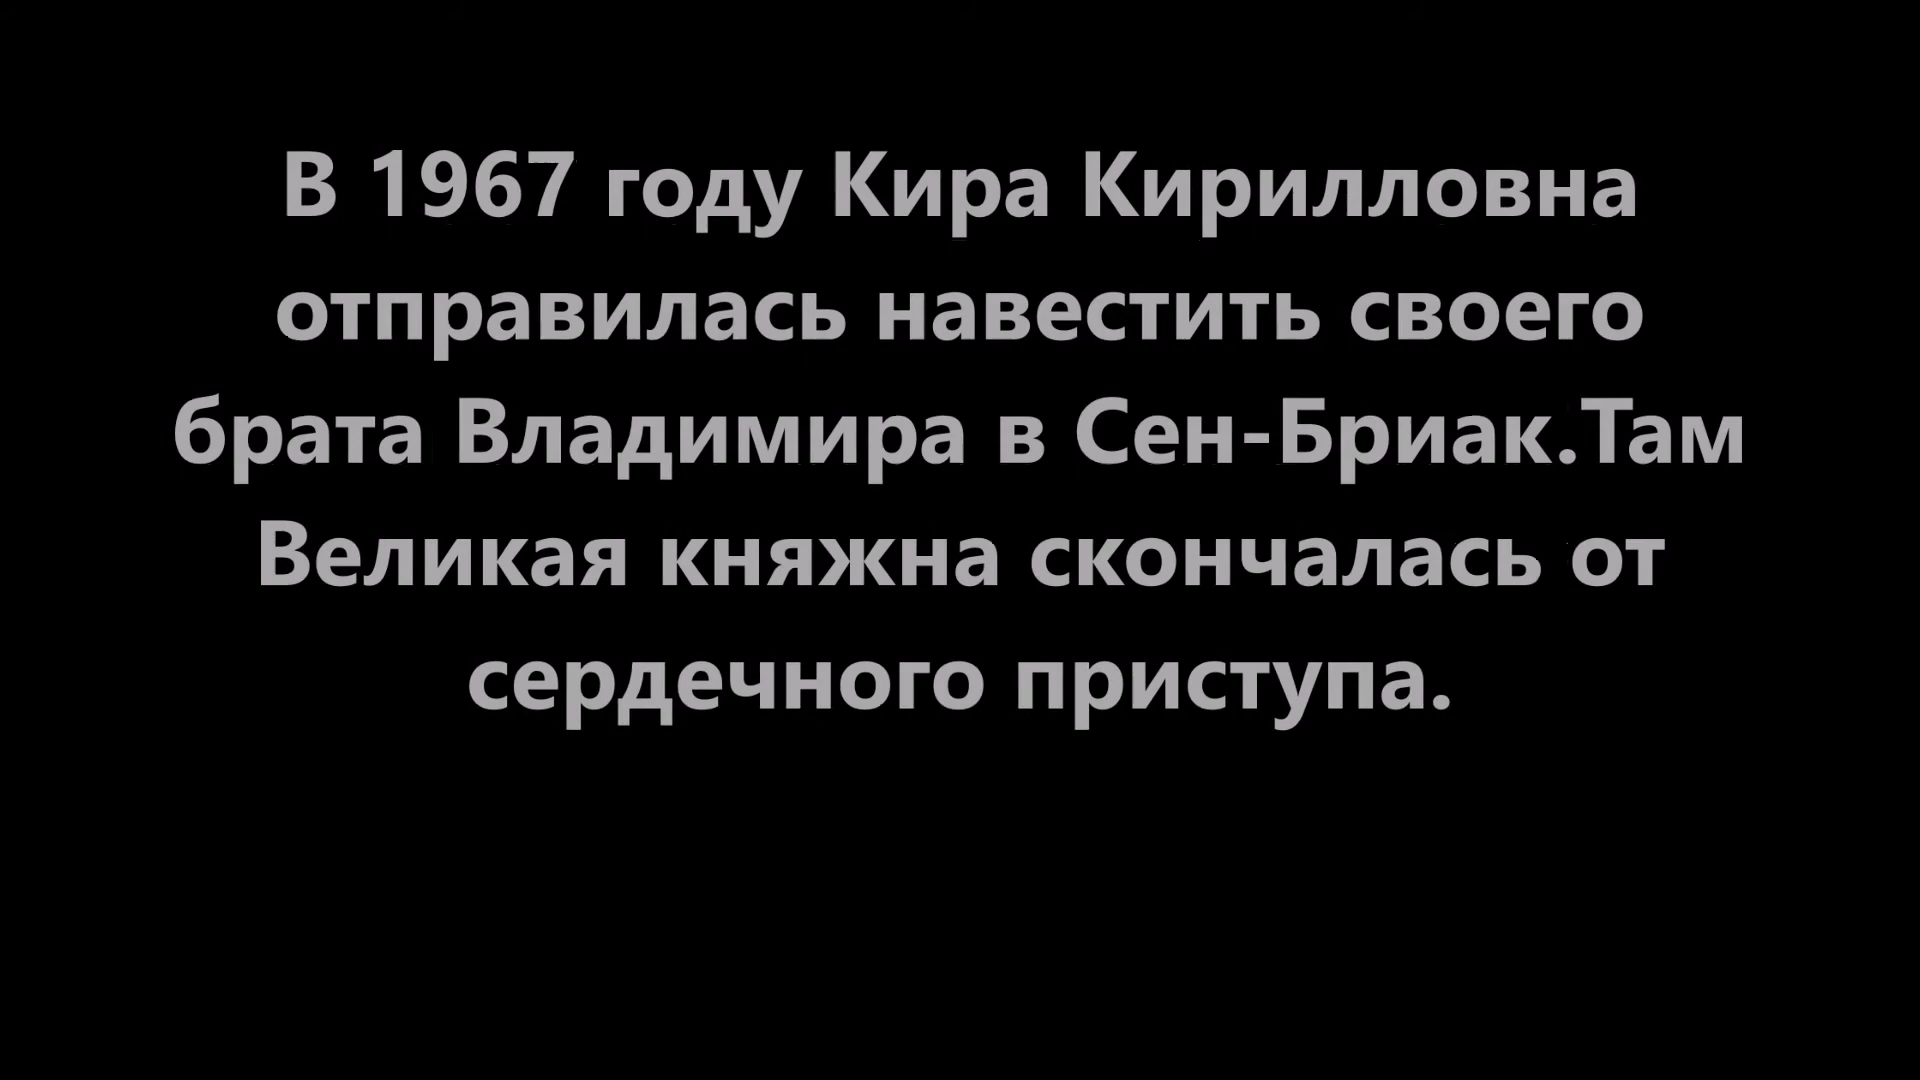 В 1967 году Кира Кирилловна
отправилась навестить своего
брата Владимира в Сен-Бриак.Там
Великая княжна скончалась от
сердечного приступа.